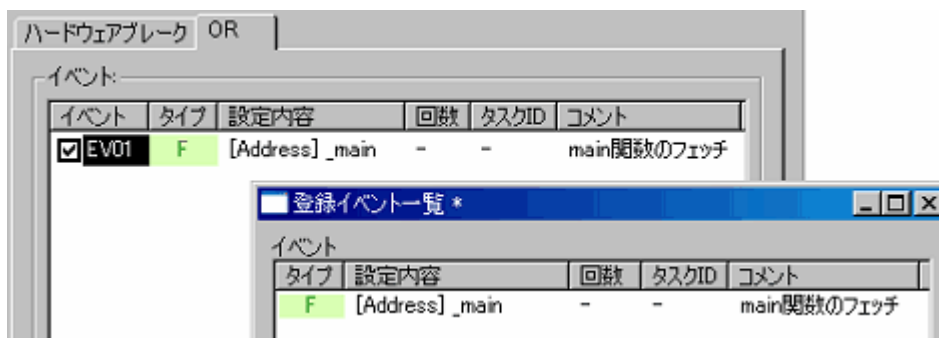 ハードウェアブレーク OR
イベント:
イベント タイプ 設定内容 回数 タスクID コメント
EV01 F [Address] _main - - main関数のフェッチ
登録イベント一覧 *
イベント
タイプ 設定内容 回数 タスクID コメント
F [Address] _main - - main関数のフェッチ